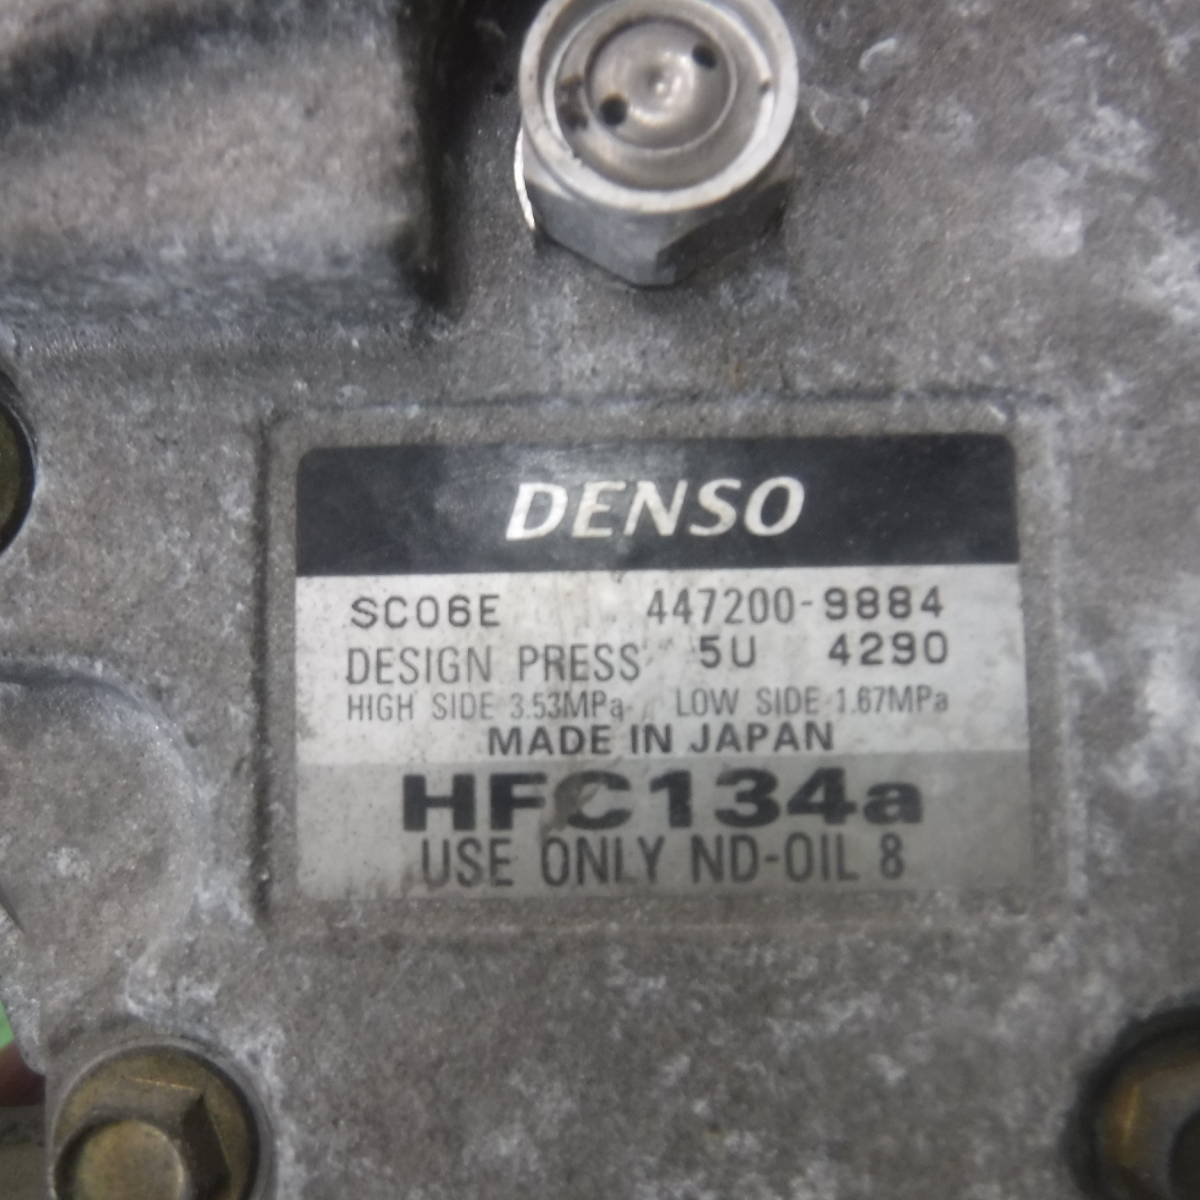 DENSO
SC06E 447200-9884
DESIGN PRESS 5U 4290
HIGH SIDE 3.53MPa LOW SIDE 1.67MPa
MADE IN JAPAN
HFC134a
USE ONLY ND-OIL 8